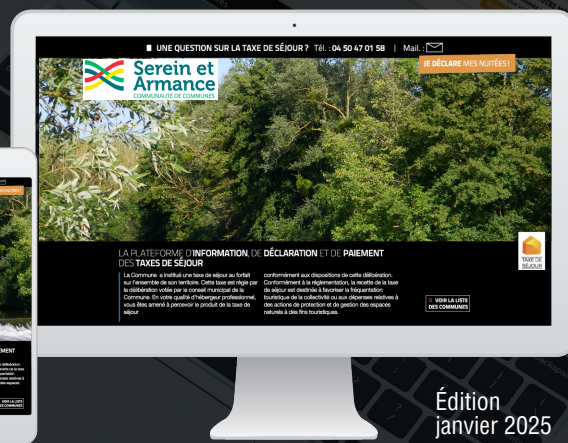 UNE QUESTION SUR LA TAXE DE SÉJOUR ? Tél. : 04 50 47 01 58 | Mail. :
JE DÉCLARE MES NUITÉES !
Serein et
Armance
COMMUNAUTÉ DE COMMUNES
LA PLATEFORME D'INFORMATION, DE DÉCLARATION ET DE PAIEMENT
DES TAXES DE SÉJOUR
La Commune a institué une taxe de séjour au forfait
sur l'ensemble de son territoire. Cette taxe est régie par
la délibération votée par le conseil municipal de la
Commune. En votre qualité d'hébergeur professionnel,
vous êtes amené à percevoir le produit de la taxe de
séjour
conformément aux dispositions de cette délibération.
Conformément à la réglementation, la recette de la taxe
de séjour est destinée à favoriser la fréquentation
touristique de la collectivité ou aux dépenses relatives à
des actions de protection et de gestion des espaces
naturels à des fins touristiques.
TAXE DE
SÉJOUR
VOIR LA LISTE
DES COMMUNES
Édition
janvier 2025